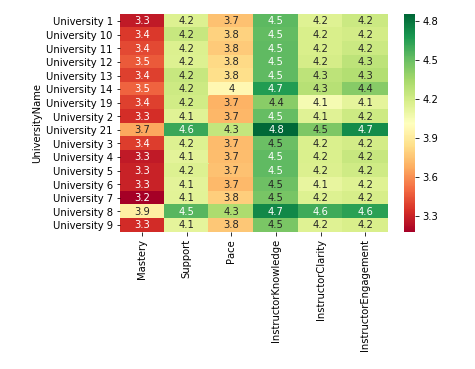 University 1 3.3 4.2 3.7 4.5 4.2 4.2
University 10 3.4 4.2 3.8 4.5 4.2 4.2
University 11 3.4 4.2 3.8 4.5 4.2 4.2
University 12 3.5 4.2 3.8 4.5 4.2 4.3
University 13 3.4 4.2 3.8 4.5 4.3 4.3
University 14 3.5 4.2 4 4.7 4.3 4.4
University 19 3.4 4.2 3.7 4.4 4.1 4.1
University 2 3.3 4.1 3.7 4.5 4.1 4.2
University 21 3.7 4.6 4.3 4.8 4.5 4.7
University 3 3.4 4.2 3.7 4.5 4.2 4.2
University 4 3.3 4.1 3.7 4.5 4.2 4.2
University 5 3.3 4.2 3.7 4.5 4.2 4.2
University 6 3.3 4.1 3.7 4.5 4.1 4.2
University 7 3.2 4.1 3.8 4.5 4.2 4.2
University 8 3.9 4.5 4.3 4.7 4.6 4.6
University 9 3.3 4.1 3.8 4.5 4.2 4.2
UniversityName
Mastery
Support
Pace
InstructorKnowledge
InstructorClarity
InstructorEngagement
4.8
4.5
4.2
3.9
3.6
3.3